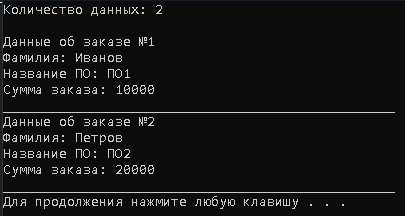 Количество данных: 2
Данные об заказе №1
Фамилия: Иванов
Название ПО: ПО1
Сумма заказа: 10000
Данные об заказе №2
Фамилия: Петров
Название ПО: ПО2
Сумма заказа: 20000
Для продолжения нажмите любую клавишу . . .